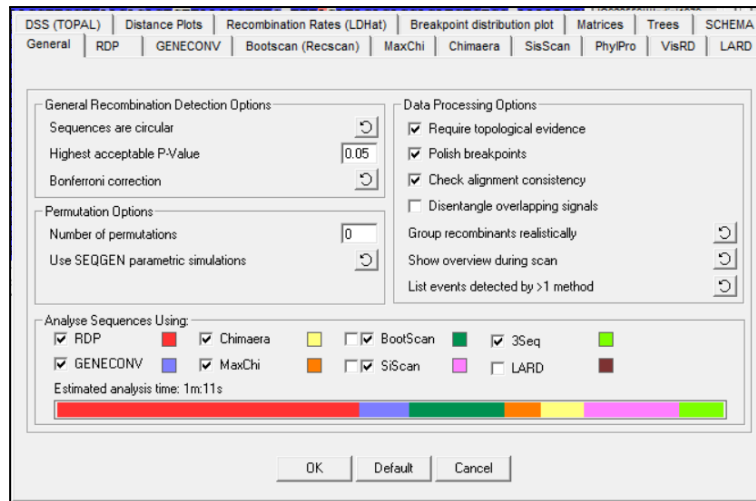 DSS (TOPAL) Distance Plots Recombination Rates (LDHat) Breakpoint distribution plot Matrices Trees SCHEMA
General RDP GENECONV Bootscan (Recscan) MaxChi Chimaera SisScan PhylPro VisRD LARD
General Recombination Detection Options
Sequences are circular
Highest acceptable P-Value 0.05
Bonferroni correction
Permutation Options
Number of permutations 0
Use SEQGEN parametric simulations
Data Processing Options
Require topological evidence
Polish breakpoints
Check alignment consistency
Disentangle overlapping signals
Group recombinants realistically
Show overview during scan
List events detected by >1 method
Analyse Sequences Using:
RDP Chimaera BootScan 3Seq
GENECONV MaxChi SiScan LARD
Estimated analysis time: 1m:11s
OK Default Cancel